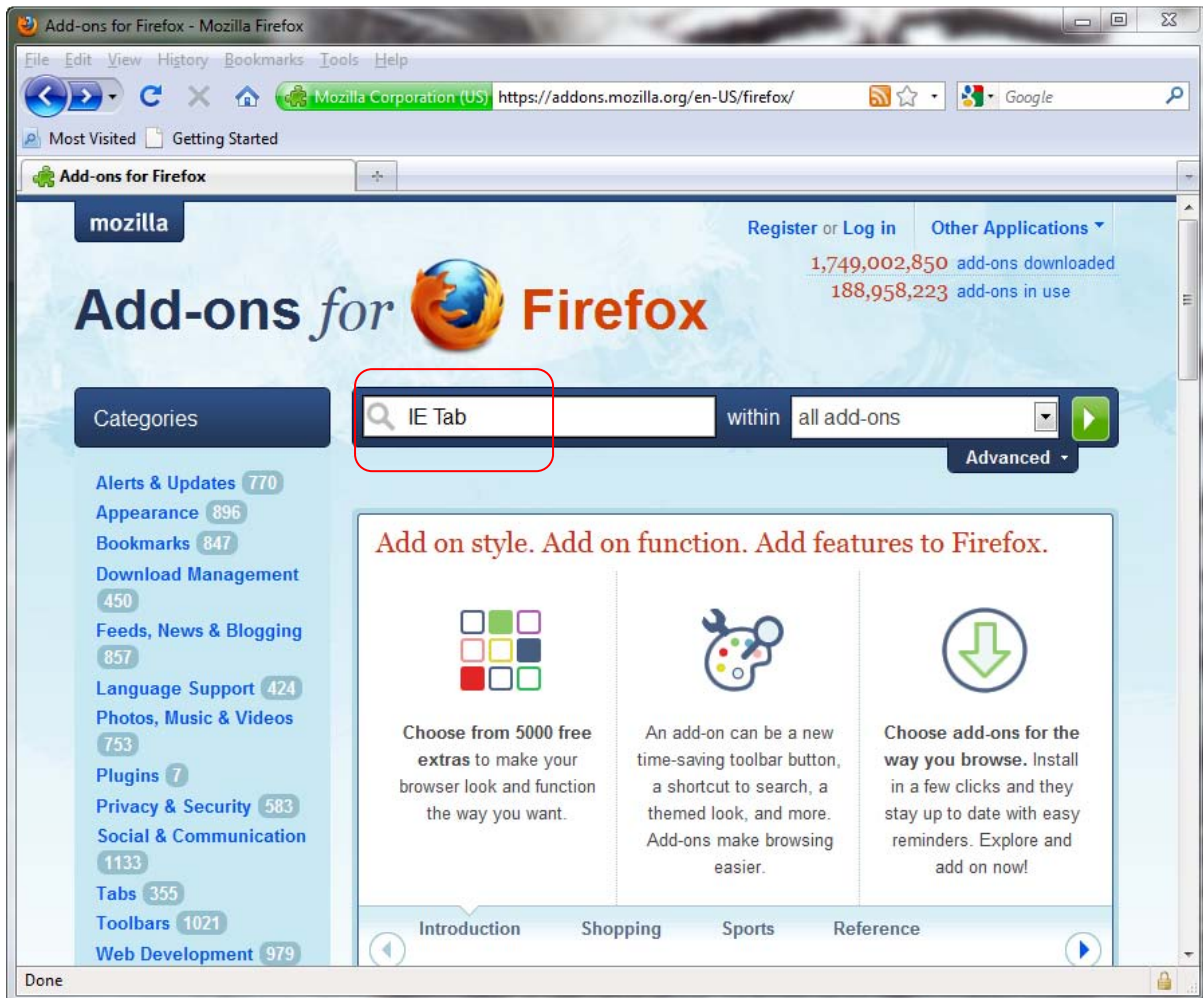 Add-ons for Firefox - Mozilla Firefox
File Edit View History Bookmarks Tools Help
Mozilla Corporation (US) https://addons.mozilla.org/en-US/firefox/ Google
Most Visited Getting Started
Add-ons for Firefox
mozilla
Register or Log in Other Applications
1,749,002,850 add-ons downloaded
188,958,223 add-ons in use
Add-ons for Firefox
Categories
IE Tab within all add-ons
Advanced
Alerts & Updates 770
Appearance 896
Bookmarks 847
Download Management
450
Feeds, News & Blogging
857
Language Support 424
Photos, Music & Videos
753
Plugins 7
Privacy & Security 583
Social & Communication
1133
Tabs 355
Toolbars 1021
Web Development 979
Add on style. Add on function. Add features to Firefox.
Choose from 5000 free
extras to make your
browser look and function
the way you want.
An add-on can be a new
time-saving toolbar button,
a shortcut to search, a
themed look, and more.
Add-ons make browsing
easier.
Choose add-ons for the
way you browse. Install
in a few clicks and they
stay up to date with easy
reminders. Explore and
add on now!
Introduction Shopping Sports Reference
Done